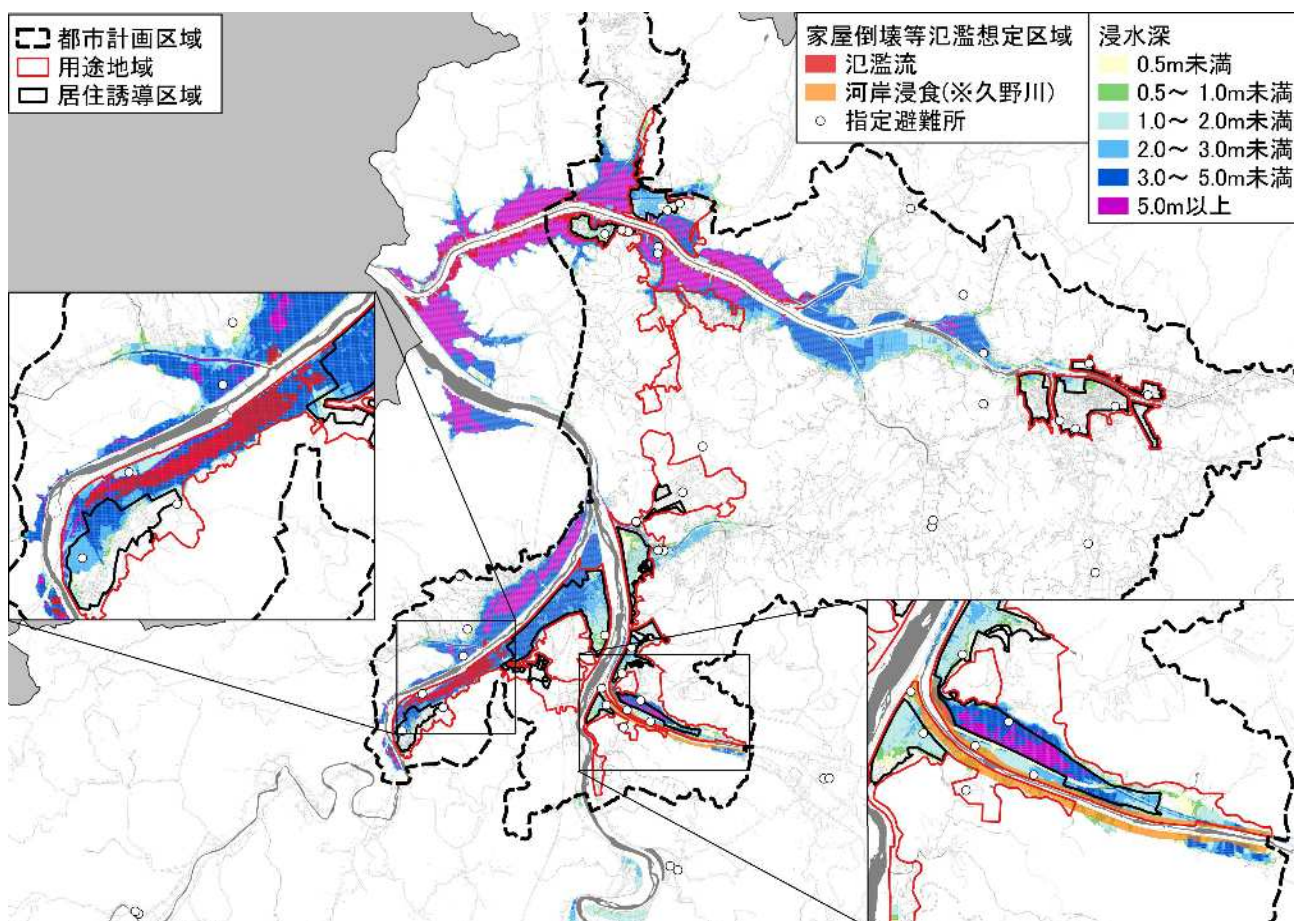 都市計画区域
用途地域
居住誘導区域
家屋倒壊等氾濫想定区域
氾濫流
河岸浸食(※久野川)
指定避難所
浸水深
0.5m未満
0.5～ 1.0m未満
1.0～ 2.0m未満
2.0～ 3.0m未満
3.0～ 5.0m未満
5.0m以上